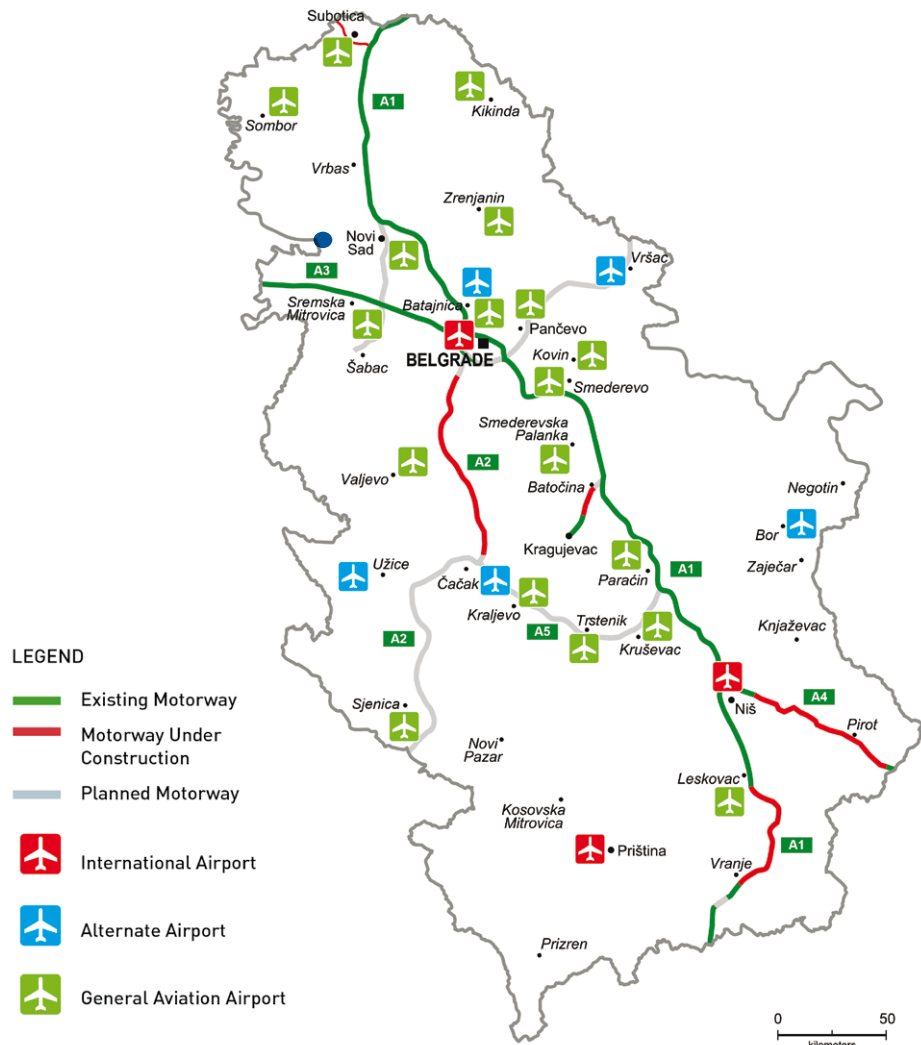 Subotica
A1
Kikinda
Sombor
Vrbas
Zrenjanin
Novi
Sad
Vršac
A3
Sremska
Mitrovica
Batajnica
Pančevo
BELGRADE
Šabac
Kovin
Smederevo
Smederevska
Palanka
A2
Valjevo
Batočina
Negotin
Bor
Kragujevac
Zaječar
Užice
Čačak
Paraćin
A1
Kraljevo
A5
Trstenik
Kruševac
Knjaževac
A2
LEGEND
Existing Motorway
Motorway Under
Construction
Planned Motorway
International Airport
Alternate Airport
General Aviation Airport
Sjenica
Niš
A4
Pirot
Novi
Pazar
Leskovac
Kosovska
Mitrovica
Priština
A1
Vranje
Prizren
0 50
kilometers